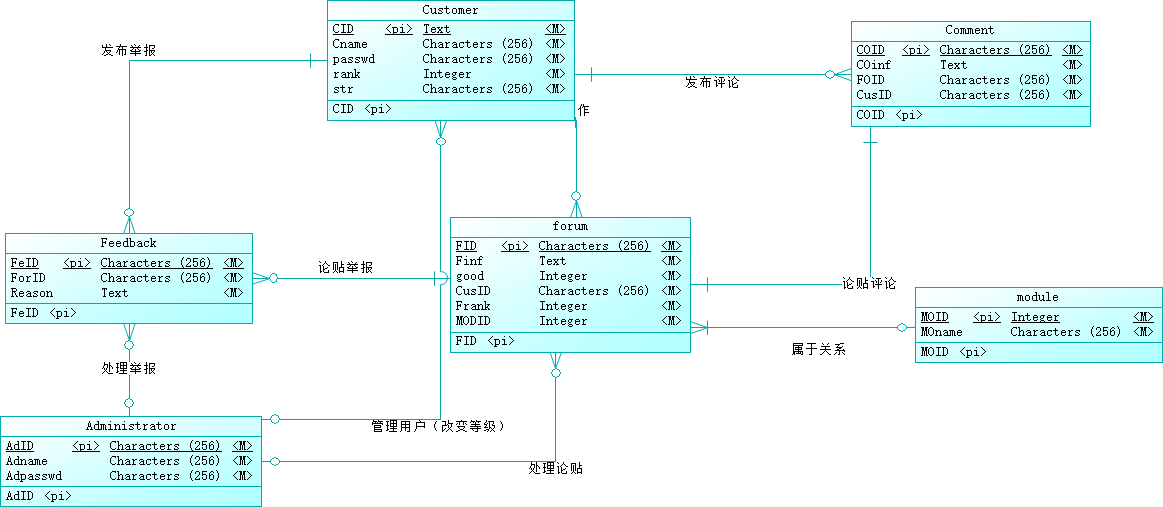 Customer
CID <pi> Text <M>
Cname Characters (256) <M>
passwd Characters (256) <M>
rank Integer <M>
str Characters (256) <M>
CID <pi>
Comment
COID <pi> Characters (256) <M>
COinf Text <M>
FOID Characters (256) <M>
CusID Characters (256) <M>
COID <pi>
发布举报
发布评论
作
forum
FID <pi> Characters (256) <M>
Finf Text <M>
good Integer <M>
CusID Characters (256) <M>
Frank Integer <M>
MODID Integer <M>
FID <pi>
Feedback
FeID <pi> Characters (256) <M>
ForID Characters (256) <M>
Reason Text <M>
FeID <pi>
论贴举报
论贴评论
module
MOID <pi> Integer <M>
MOname Characters (256) <M>
MOID <pi>
属于关系
处理举报
Administrator
AdID <pi> Characters (256) <M>
Adname Characters (256) <M>
Adpasswd Characters (256) <M>
AdID <pi>
管理用户（改变等级）
处理论贴